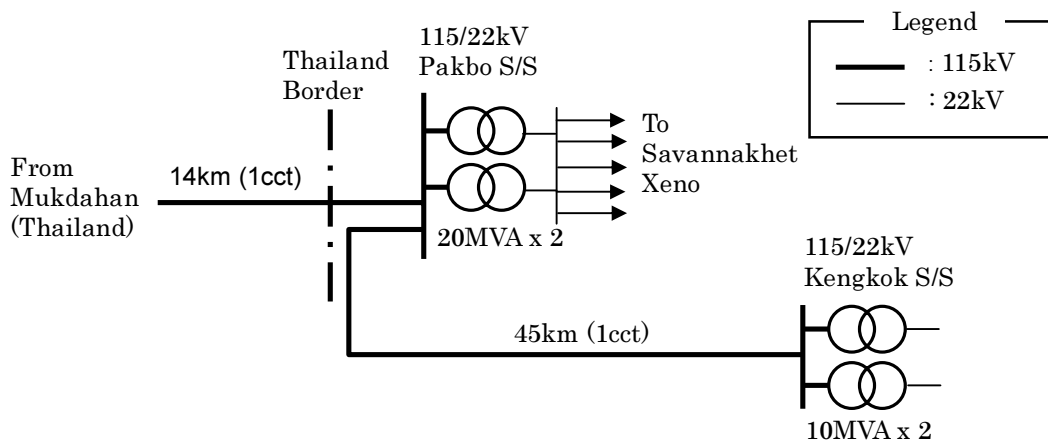 Legend
: 115kV
: 22kV
115/22kV
Pakbo S/S
Thailand
Border
To
Savannakhet
Xeno
From
Mukdahan
(Thailand)
14km (1cct)
20MVA x 2
115/22kV
Kengkok S/S
45km (1cct)
10MVA x 2